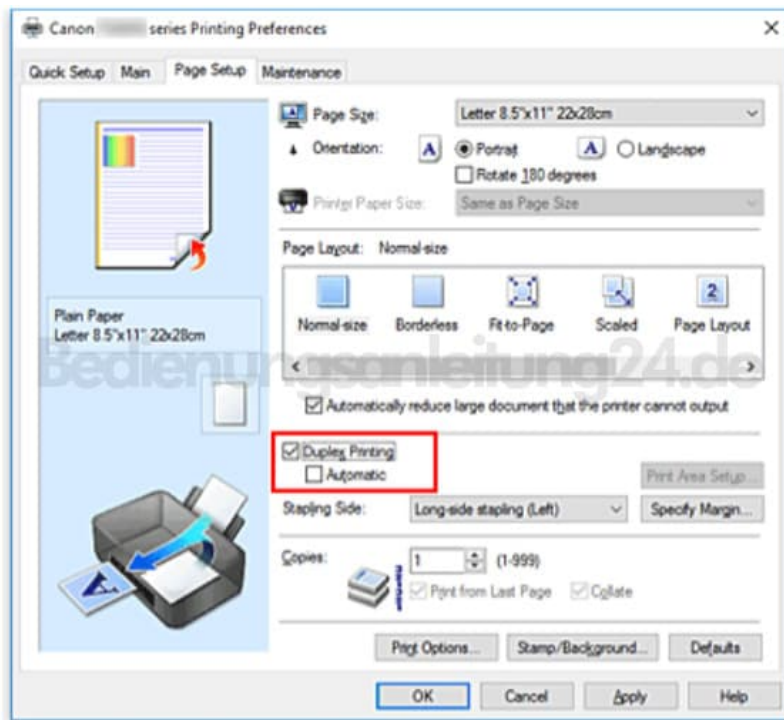 Canon series Printing Preferences
Quick Setup Main Page Setup Maintenance
Page Size: Letter 8.5"x11" 22x28cm
Orientation: A Portrait A Landscape
Rotate 180 degrees
Printer Paper Size: Same as Page Size
Page Layout: Normal-size
2
Normal-size Borderless Fit-to-Page Scaled Page Layout
Plain Paper
Letter 8.5"x11" 22x28cm
Bedienungsanleitung24.de
Automatically reduce large document that the printer cannot output
Duplex Printing
Automatic
Print Area Setup...
Stapling Side: Long-side stapling (Left) Specify Margin...
Copies: 1 (1-999)
Print from Last Page Collate
A
Print Options... Stamp/Background... Defaults
OK Cancel Apply Help